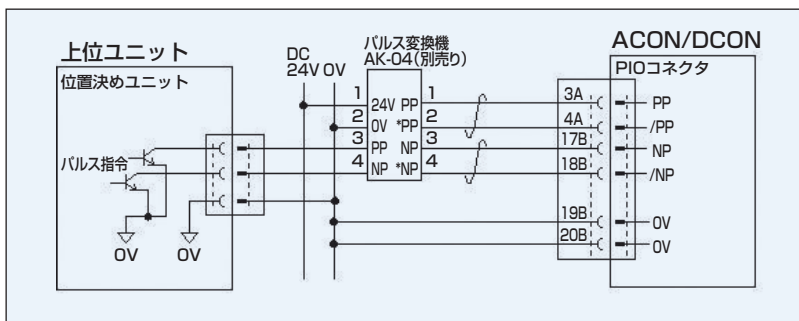 上位ユニット
位置決めユニット
パルス指令
0V
0V
DC
24V 0V
パルス変換機
AK-04(別売り)
1 24V PP 1
2 0V *PP 2
3 PP NP 3
4 NP *NP 4
ACON/DCON
PIOコネクタ
3A PP
4A /PP
17B NP
18B /NP
19B 0V
20B 0V